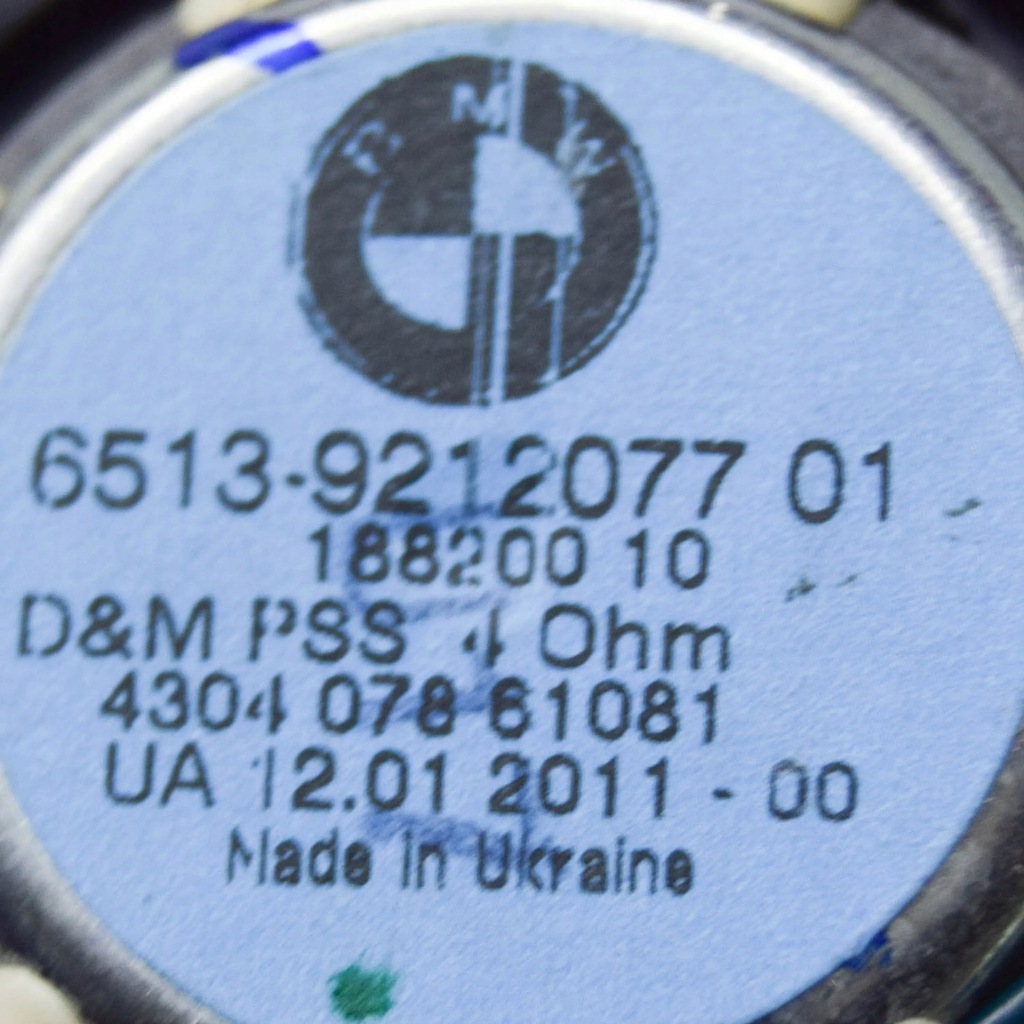 BMW
6513-9212077 01
188200 10
D&M PSS 4 Ohm
4304 078 61081
UA 12.01 2011 - 00
Made in Ukraine